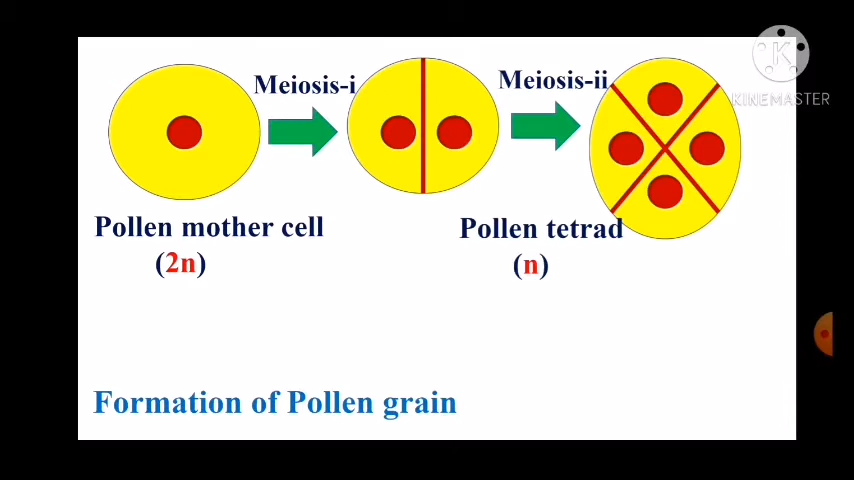 Meiosis-i
Meiosis-ii
K
KINEMASTER
Pollen mother cell
(2n)
Pollen tetrad
(n)
Formation of Pollen grain